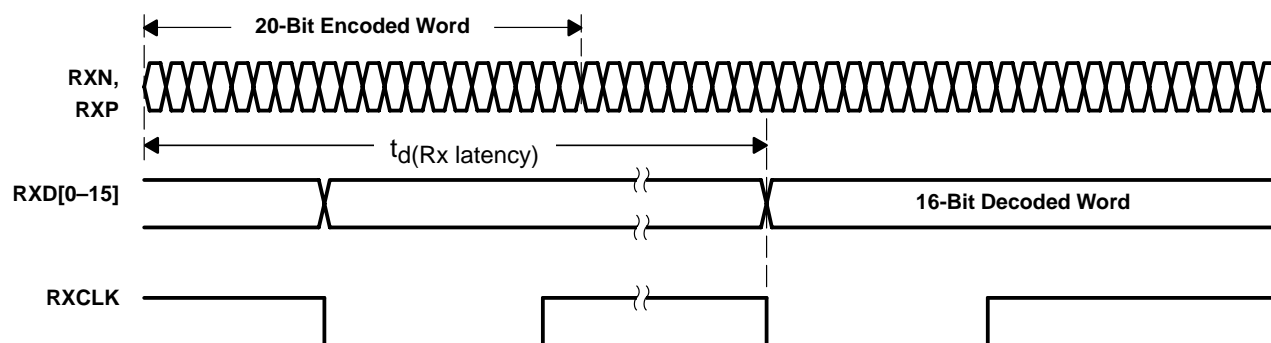 20-Bit Encoded Word
RXN,
RXP
td(Rx latency)
RXD[0–15]
16-Bit Decoded Word
RXCLK